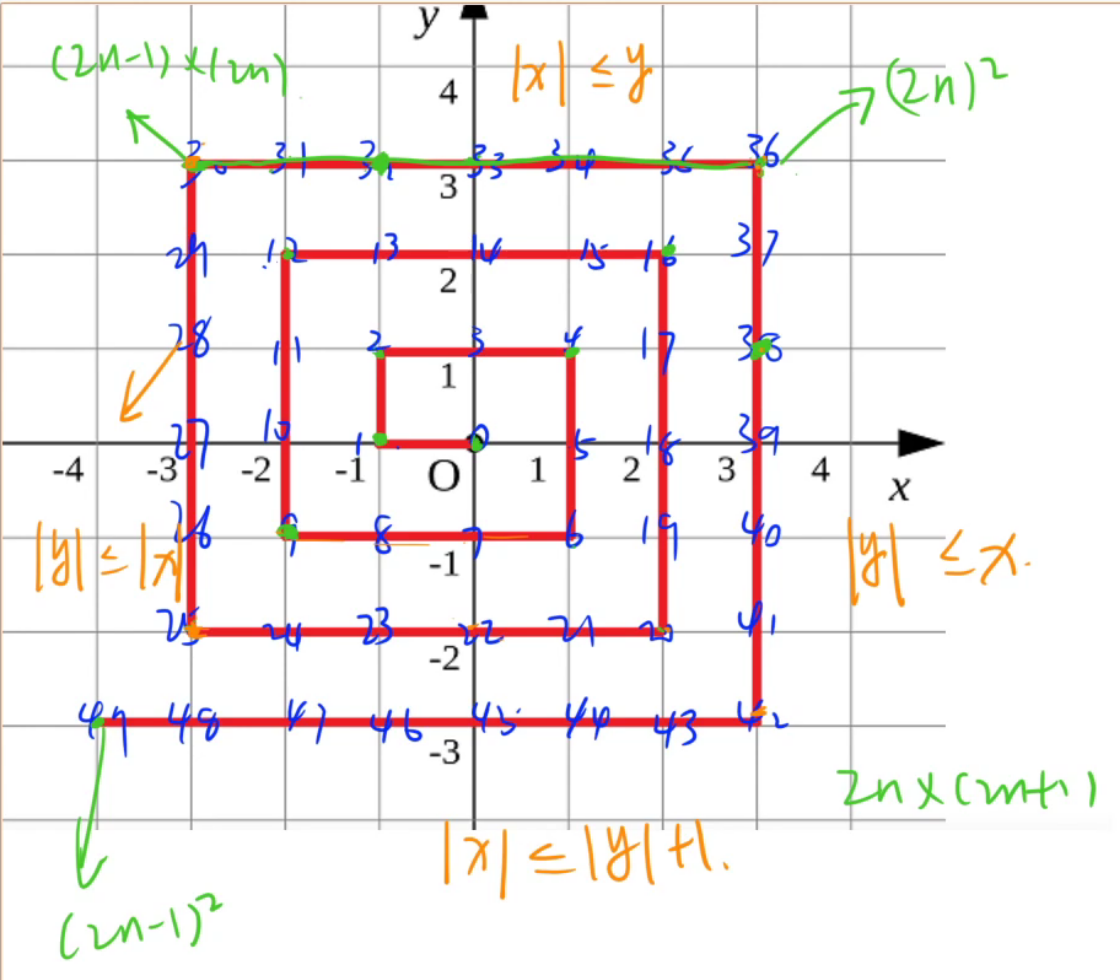 y
(2n-1)×(2n)
|x| ≤ y
(2n)²
4
30 31 32 33 34 36 36
3
29 12 13 14 15 16 37
2
28 11 2 3 4 17 38
1
27 10 1 0 5 18 39
-4 -3 -2 -1 O 1 2 3 4 x
26 9 8 7 6 19 40
|y| ≤ |x|
-1
|y| ≤ x.
25 24 23 22 21 20 41
-2
49 48 47 46 45 44 43 42
-3
2n×(2n+1)
|x| ≤ |y|+1.
(2n-1)²